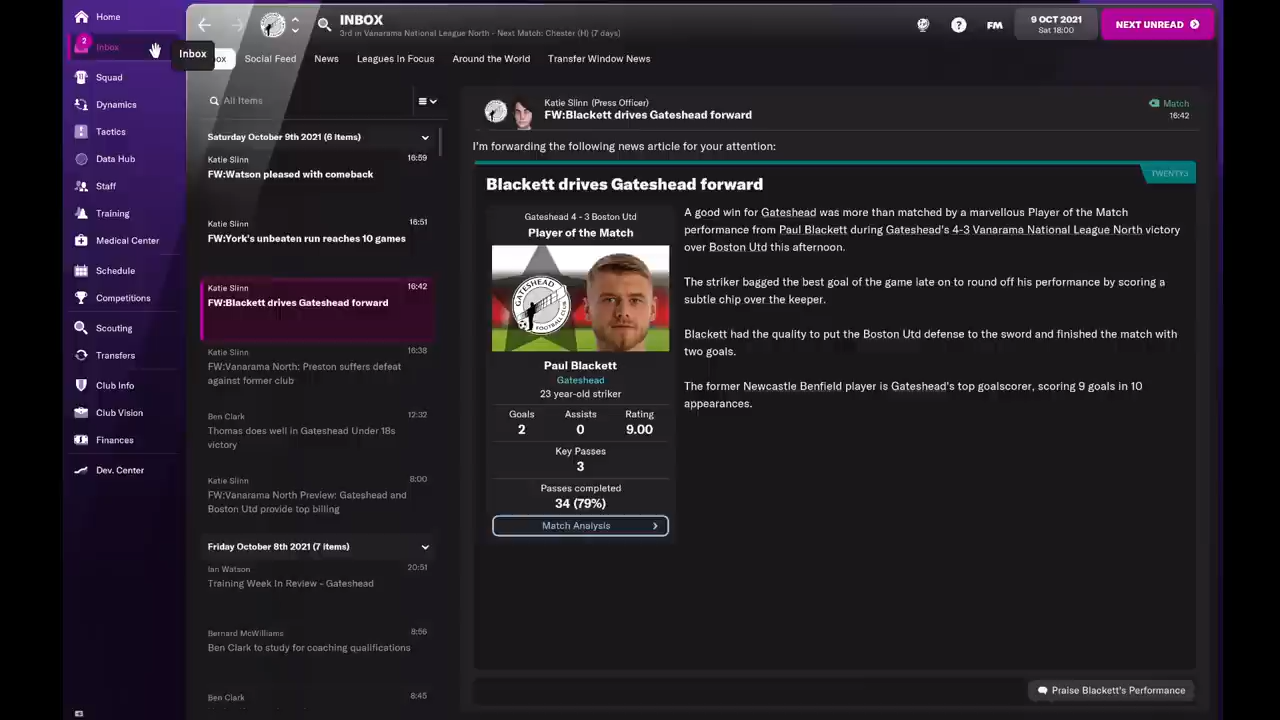 Home
2
Inbox
Squad
Dynamics
Tactics
Data Hub
Staff
Training
Medical Center
Schedule
Competitions
Scouting
Transfers
Club Info
Club Vision
Finances
Dev. Center
Inbox
INBOX
3rd in Vanarama National League North - Next Match: Chester (H) (7 days)
?
FM
9 OCT 2021
Sat 18:00
NEXT UNREAD
Social Feed
News
Leagues in Focus
Around the World
Transfer Window News
All Items
Saturday October 9th 2021 (6 items)
Katie Slinn
16:59
FW:Watson pleased with comeback
Katie Slinn
16:51
FW:York's unbeaten run reaches 10 games
Katie Slinn
16:42
FW:Blackett drives Gateshead forward
Katie Slinn
16:38
FW:Vanarama North: Preston suffers defeat
against former club
Ben Clark
12:32
Thomas does well in Gateshead Under 18s
victory
Katie Slinn
8:00
FW:Vanarama North Preview: Gateshead and
Boston Utd provide top billing
Friday October 8th 2021 (7 items)
Ian Watson
20:51
Training Week In Review - Gateshead
Bernard McWilliams
8:56
Ben Clark to study for coaching qualifications
Ben Clark
8:45
Katie Slinn (Press Officer)
FW:Blackett drives Gateshead forward
Match
16:42
I'm forwarding the following news article for your attention:
TWENTY3
Blackett drives Gateshead forward
Gateshead 4 - 3 Boston Utd
Player of the Match
GATESHEAD
FOOTBALL CLUB
Paul Blackett
Gateshead
23 year-old striker
Goals Assists Rating
2 0 9.00
Key Passes
3
Passes completed
34 (79%)
Match Analysis
A good win for Gateshead was more than matched by a marvellous Player of the Match
performance from Paul Blackett during Gateshead's 4-3 Vanarama National League North victory
over Boston Utd this afternoon.
The striker bagged the best goal of the game late on to round off his performance by scoring a
subtle chip over the keeper.
Blackett had the quality to put the Boston Utd defense to the sword and finished the match with
two goals.
The former Newcastle Benfield player is Gateshead's top goalscorer, scoring 9 goals in 10
appearances.
Praise Blackett's Performance